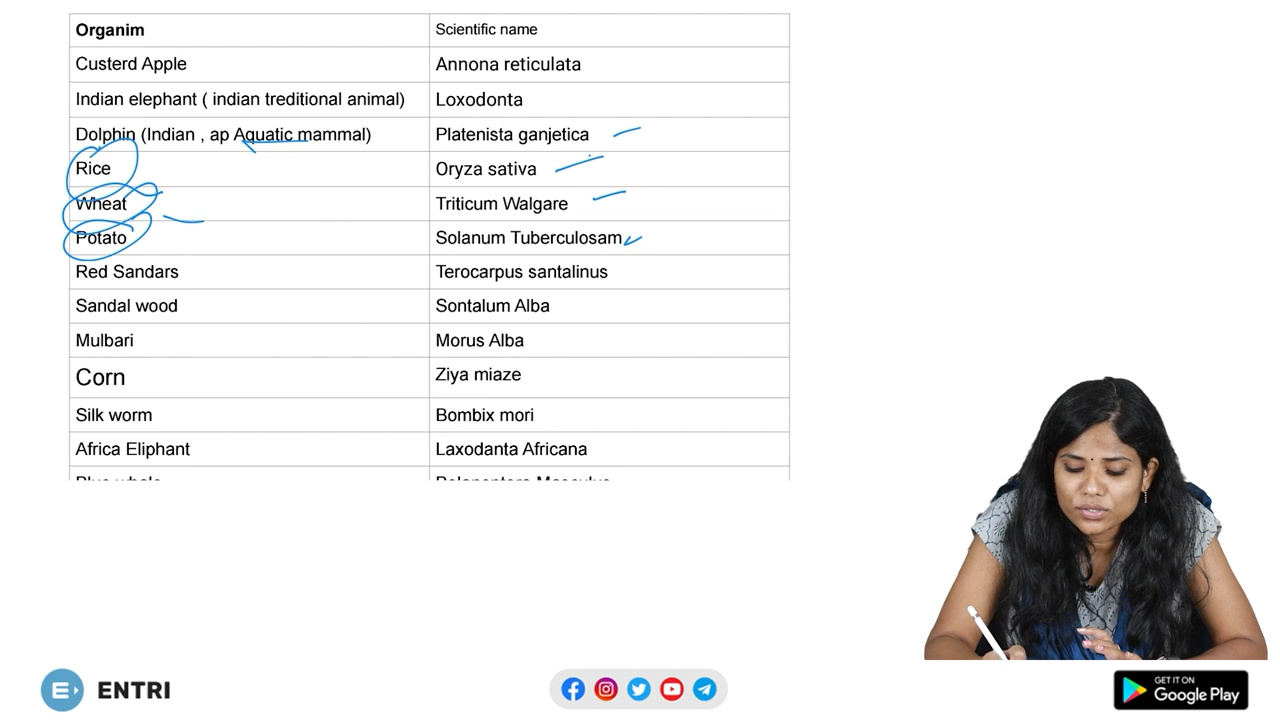 Organim Scientific name
Custerd Apple Annona reticulata
Indian elephant ( indian treditional animal) Loxodonta
Dolphin (Indian , ap Aquatic mammal) Platenista ganjetica
Rice Oryza sativa
Wheat Triticum Walgare
Potato Solanum Tuberculosam
Red Sandars Terocarpus santalinus
Sandal wood Sontalum Alba
Mulbari Morus Alba
Corn Ziya miaze
Silk worm Bombix mori
Africa Eliphant Laxodanta Africana
E ENTRI
GET IT ON
Google Play